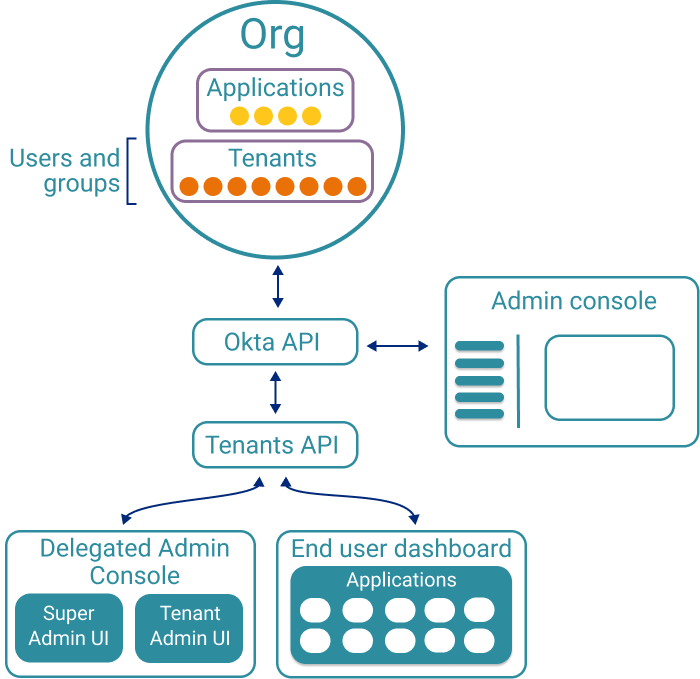 Org
Applications
Users and
groups
Tenants
Admin console
Okta API
Tenants API
Delegated Admin
Console
Super
Admin UI
Tenant
Admin UI
End user dashboard
Applications